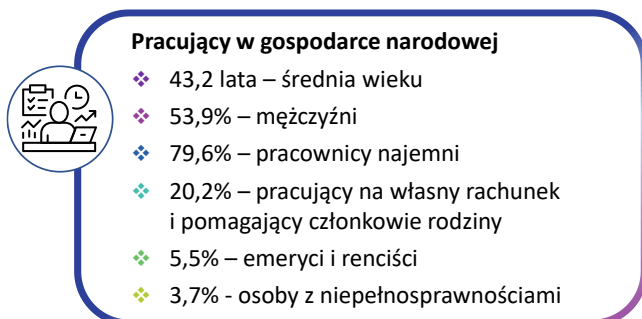 Pracujący w gospodarce narodowej
43,2 lata – średnia wieku
53,9% – mężczyźni
79,6% – pracownicy najemni
20,2% – pracujący na własny rachunek
i pomagający członkowie rodziny
5,5% – emeryci i renciści
3,7% - osoby z niepełnosprawnościami